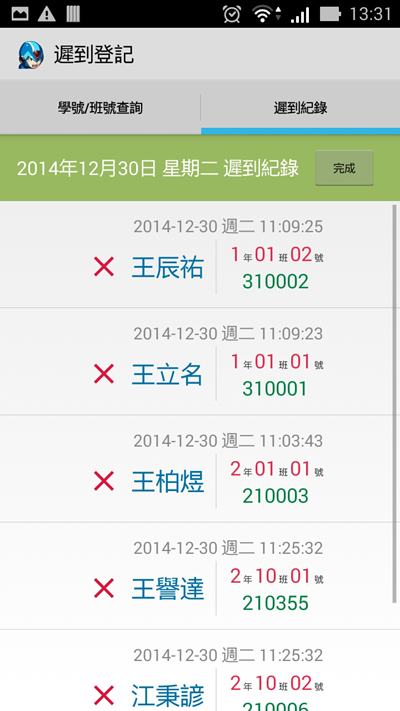 13:31
遲到登記
學號/班號查詢 遲到紀錄
2014年12月30日 星期二 遲到紀錄 完成
2014-12-30 週二 11:09:25
王辰祐 1年01班02號
310002
2014-12-30 週二 11:09:23
王立名 1年01班01號
310001
2014-12-30 週二 11:03:43
王柏煜 2年01班01號
210003
2014-12-30 週二 11:25:32
王譽達 2年10班01號
210355
2014-12-30 週二 11:25:32
江秉諺 2年10班02號
210006